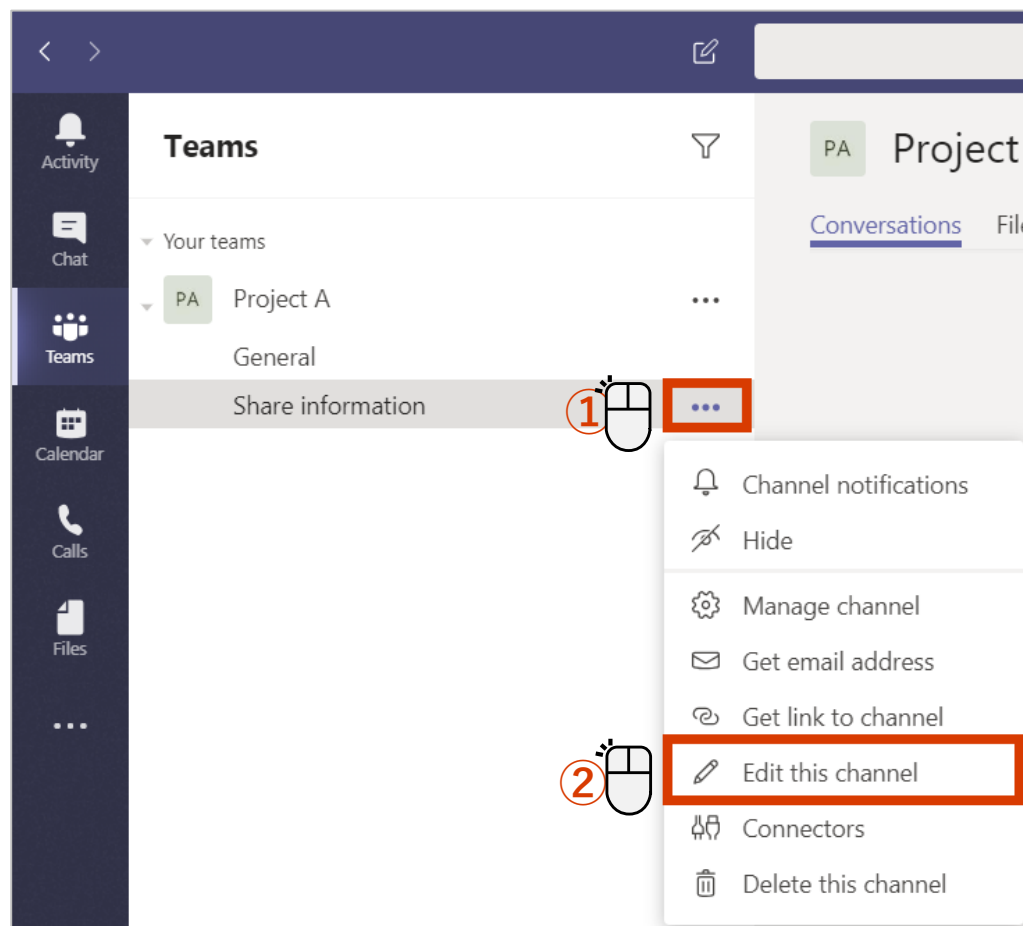 Activity
Chat
Teams
Calendar
Calls
Files
Teams
Your teams
PA Project A
General
Share information
①
PA Project
Conversations File
Channel notifications
Hide
Manage channel
Get email address
Get link to channel
② Edit this channel
Connectors
Delete this channel